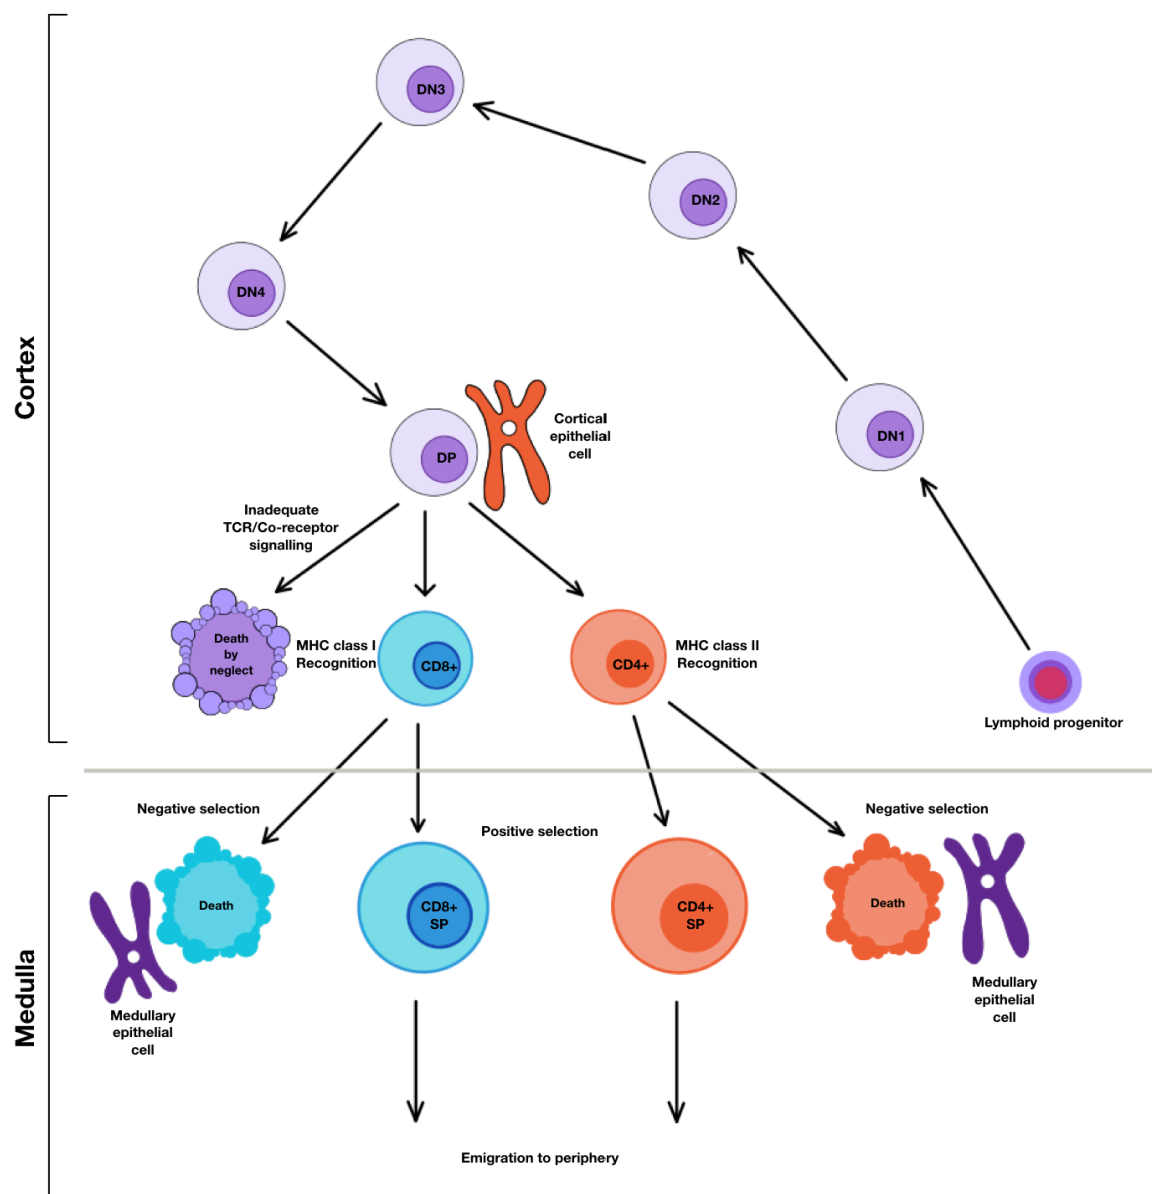 Cortex
DN3
DN2
DN4
DN1
DP
Cortical
epithelial
cell
Inadequate
TCR/Co-receptor
signalling
Death
by
neglect
MHC class I
Recognition
CD8+
CD4+
MHC class II
Recognition
Lymphoid progenitor
Medulla
Negative selection
Positive selection
Negative selection
Death
CD8+
SP
CD4+
SP
Death
Medullary
epithelial
cell
Medullary
epithelial
cell
Emigration to periphery